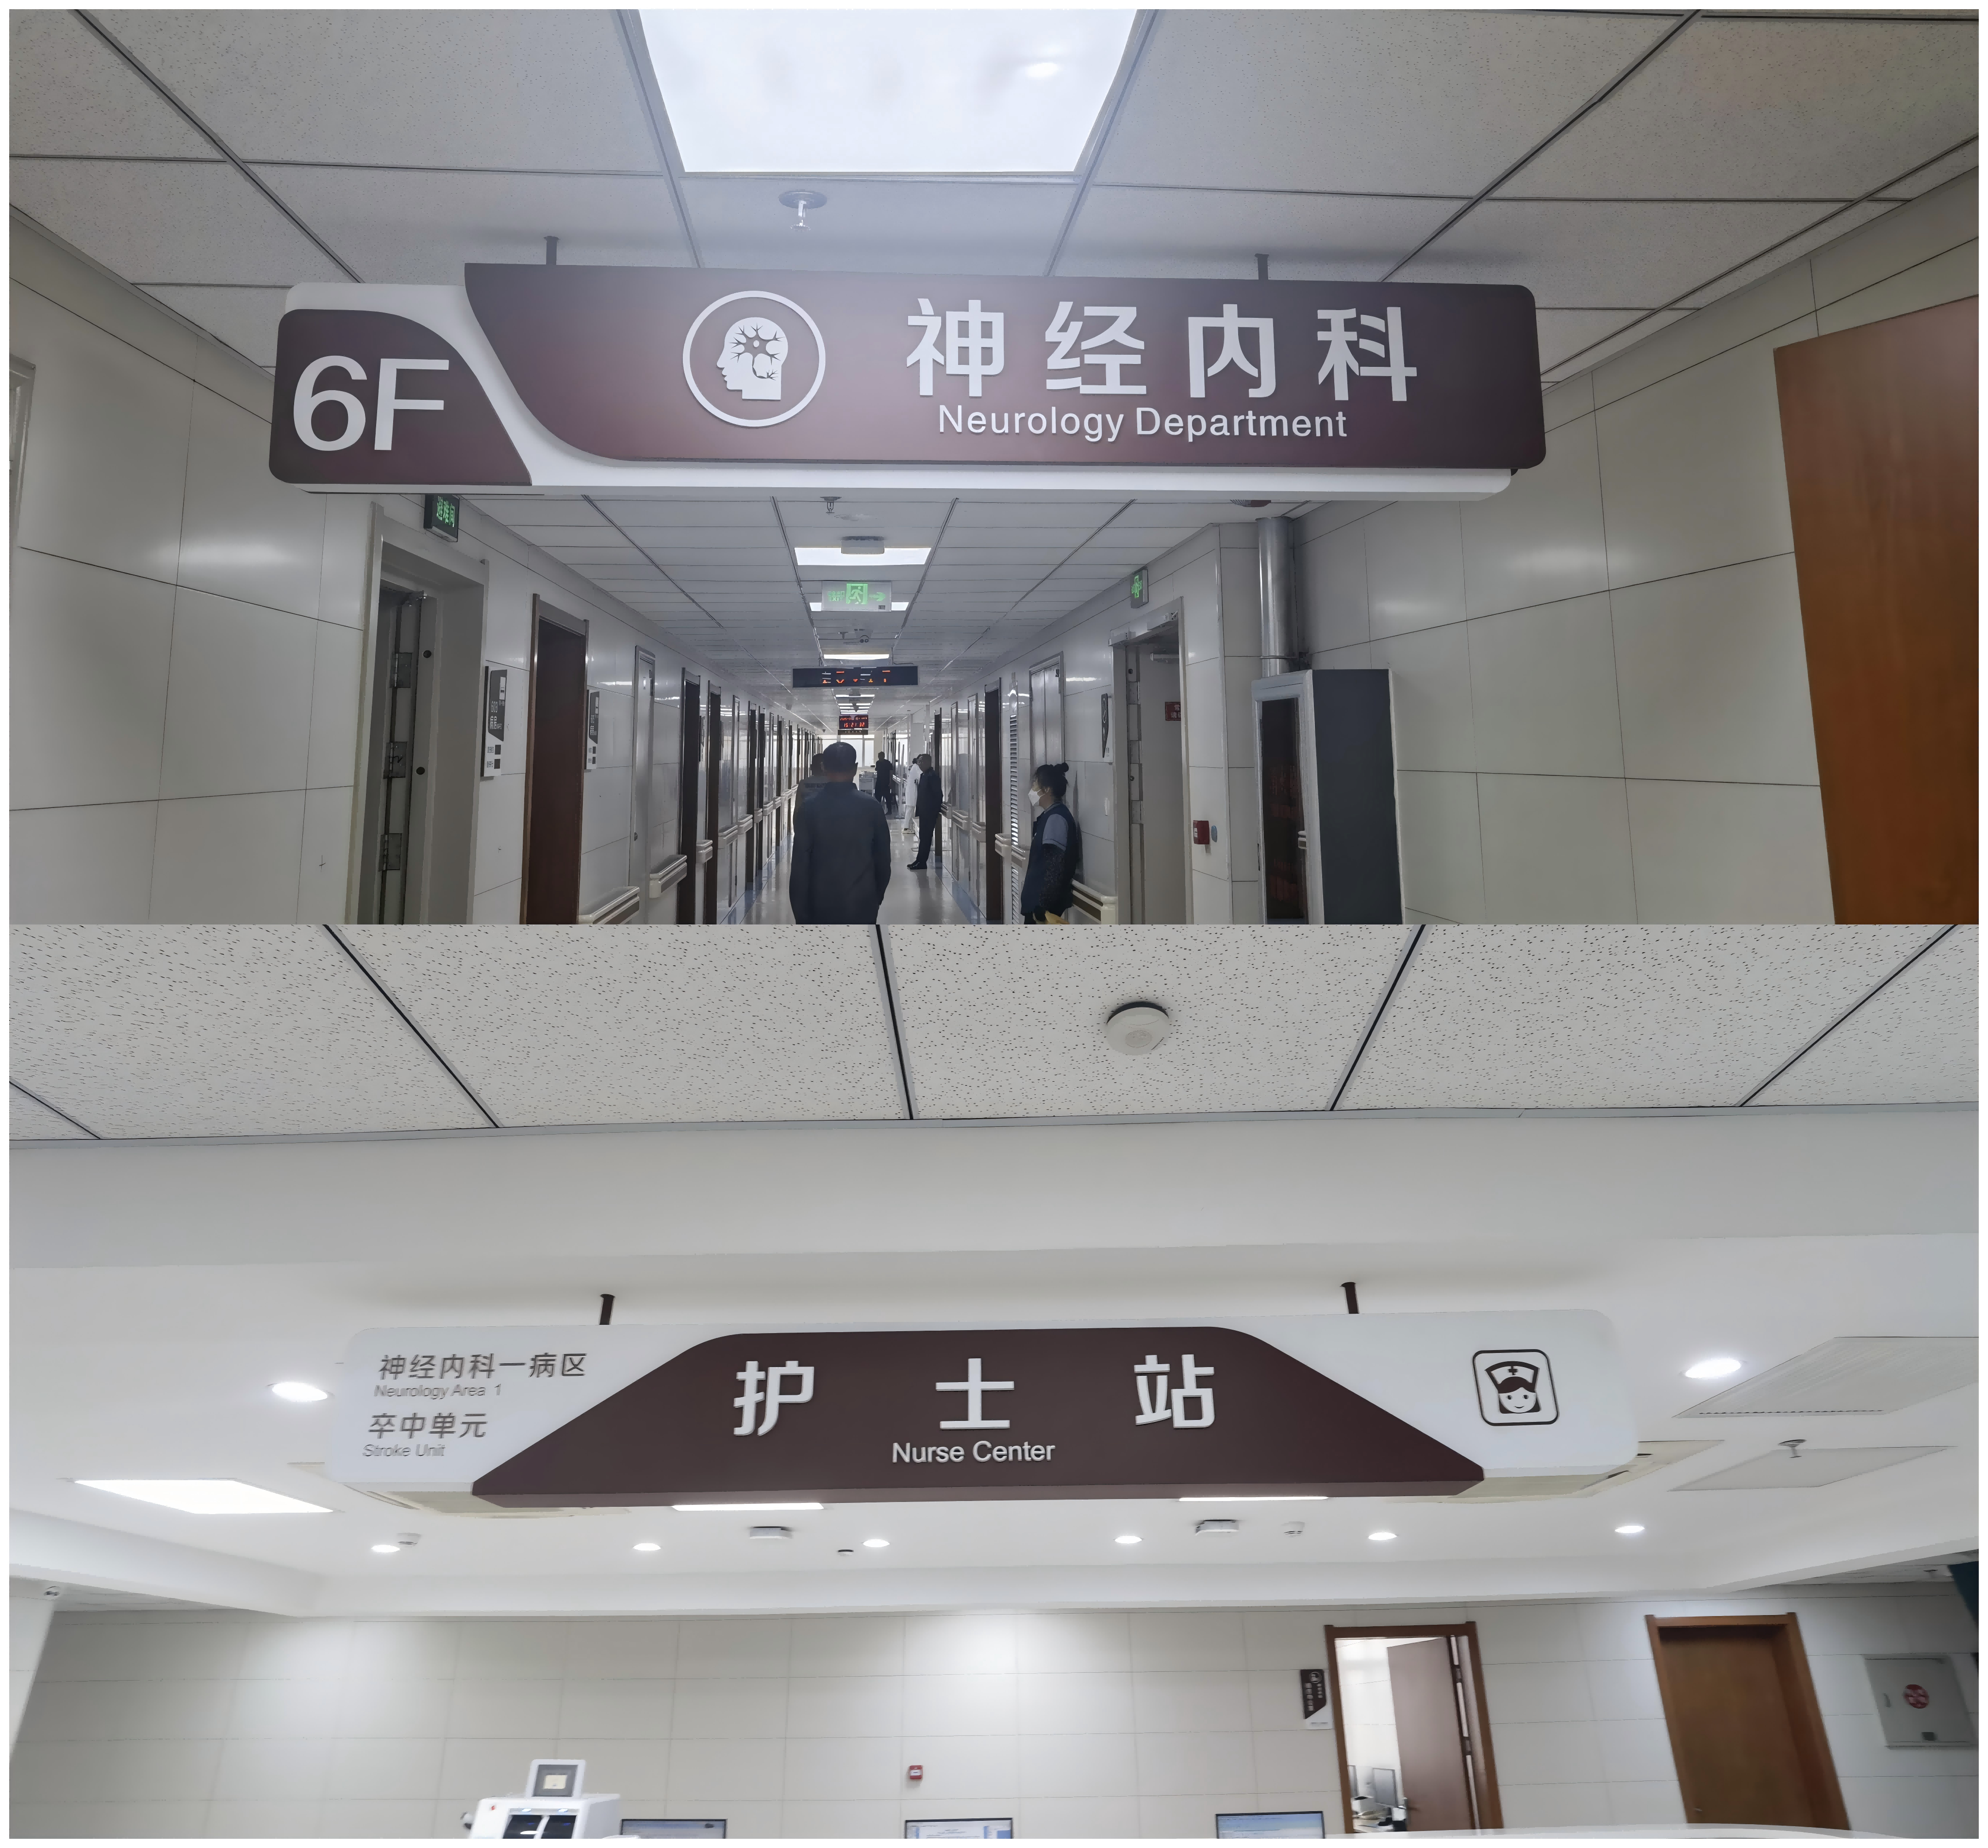 6F
神经内科
Neurology Department
神经内科一病区
Neurology Area 1
卒中单元
Stroke Unit
护士站
Nurse Center